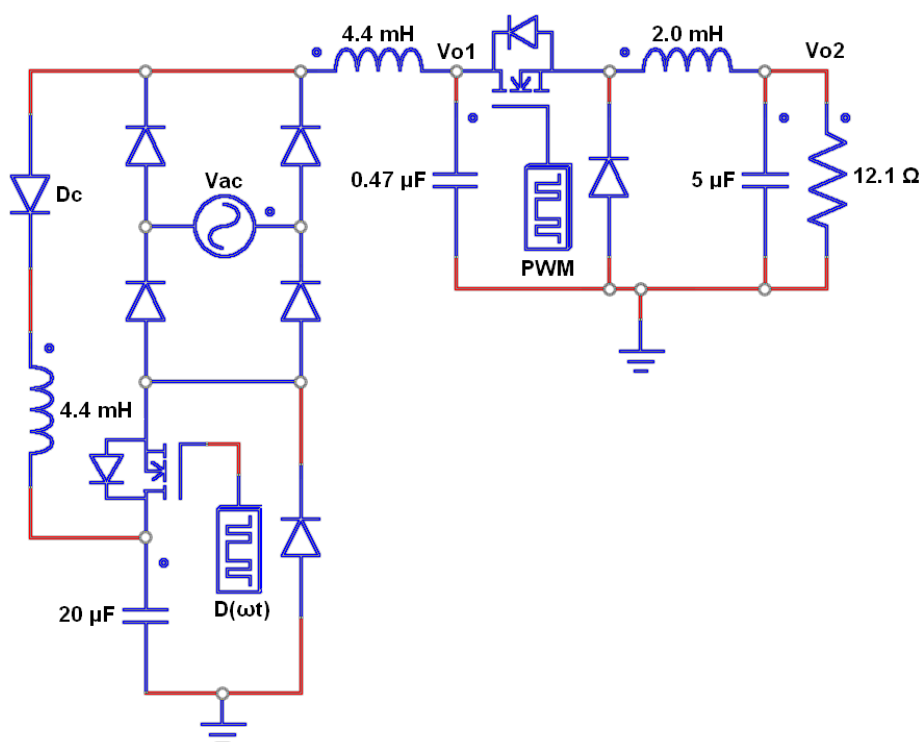 4.4 mH
Vo1
2.0 mH
Vo2
Dc
Vac
0.47 µF
PWM
5 µF
12.1 Ω
4.4 mH
20 µF
D(ωt)